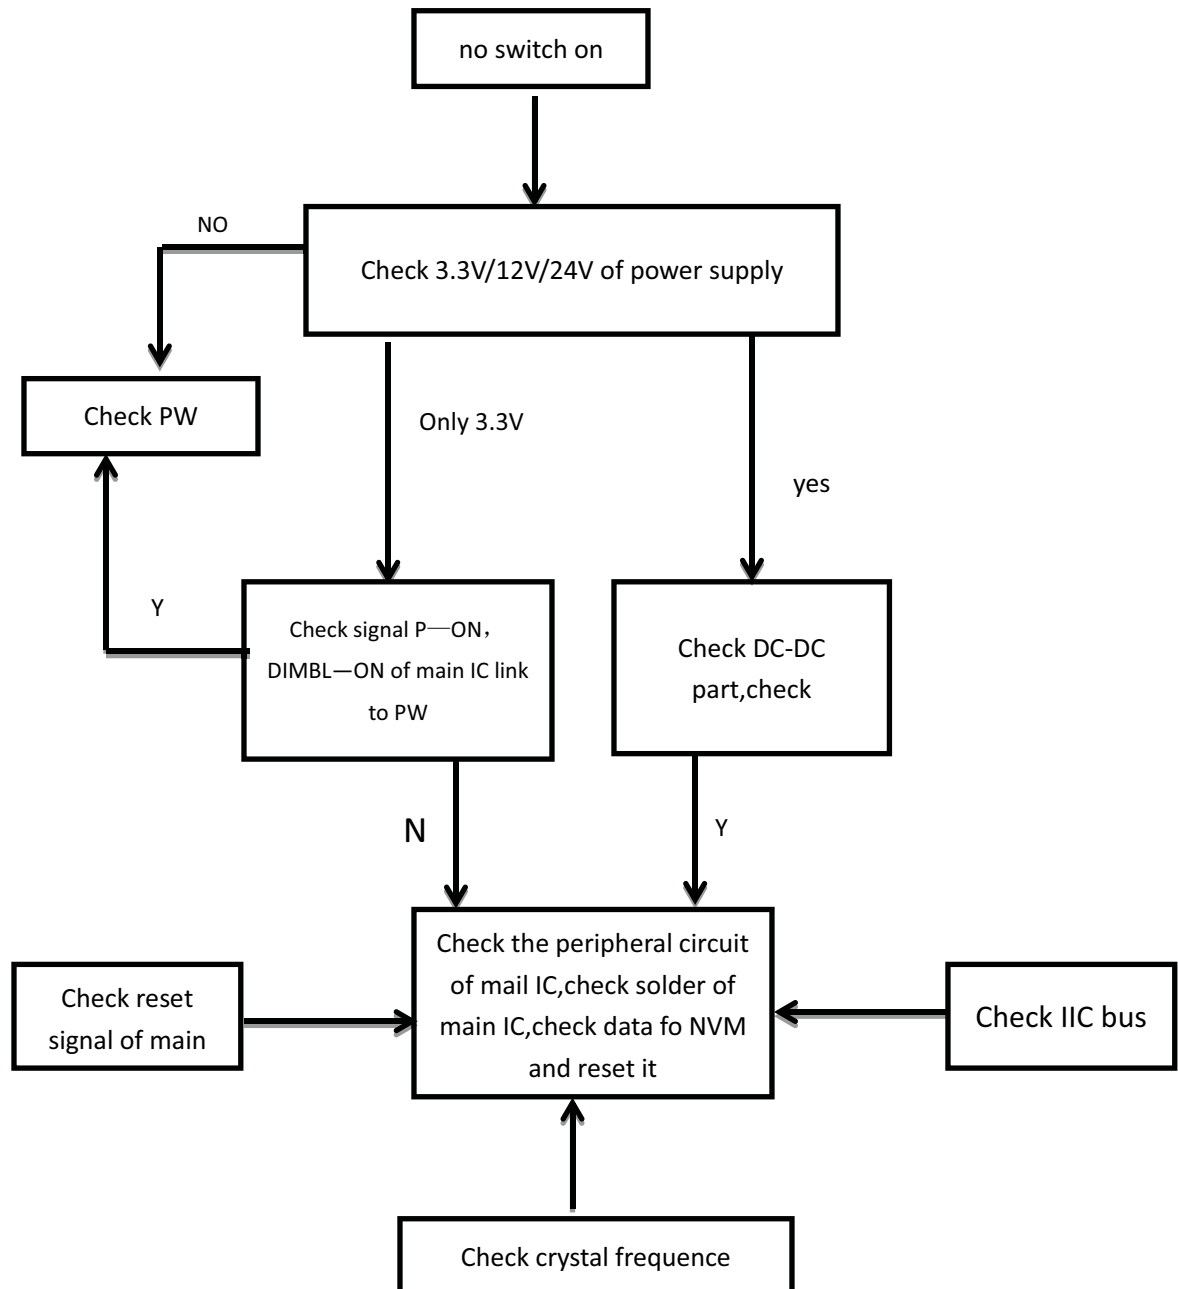 no switch on
NO
Check 3.3V/12V/24V of power supply
Check PW
Only 3.3V
yes
Y
Check signal P—ON，
DIMBL—ON of main IC link
to PW
Check DC-DC
part,check
N
Y
Check the peripheral circuit
of mail IC,check solder of
main IC,check data fo NVM
and reset it
Check reset
signal of main
Check IIC bus
Check crystal frequence